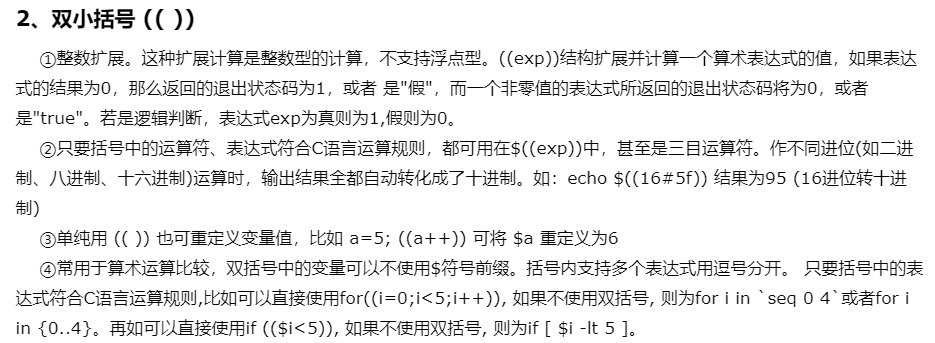 2、双小括号 (( ))
①整数扩展。这种扩展计算是整数型的计算，不支持浮点型。((exp))结构扩展并计算一个算术表达式的值，如果表达
式的结果为0，那么返回的退出状态码为1，或者 是"假"，而一个非零值的表达式所返回的退出状态码将为0，或者
是"true"。若是逻辑判断，表达式exp为真则为1,假则为0。
②只要括号中的运算符、表达式符合C语言运算规则，都可用在$((exp))中，甚至是三目运算符。作不同进位(如二进
制、八进制、十六进制)运算时，输出结果全都自动转化成了十进制。如：echo $((16#5f)) 结果为95 (16进位转十进
制)
③单纯用 (( )) 也可重定义变量值，比如 a=5; ((a++)) 可将 $a 重定义为6
④常用于算术运算比较，双括号中的变量可以不使用$符号前缀。括号内支持多个表达式用逗号分开。 只要括号中的表
达式符合C语言运算规则,比如可以直接使用for((i=0;i<5;i++)), 如果不使用双括号, 则为for i in `seq 0 4`或者for i
in {0..4}。再如可以直接使用if (($i<5)), 如果不使用双括号, 则为if [ $i -lt 5 ]。